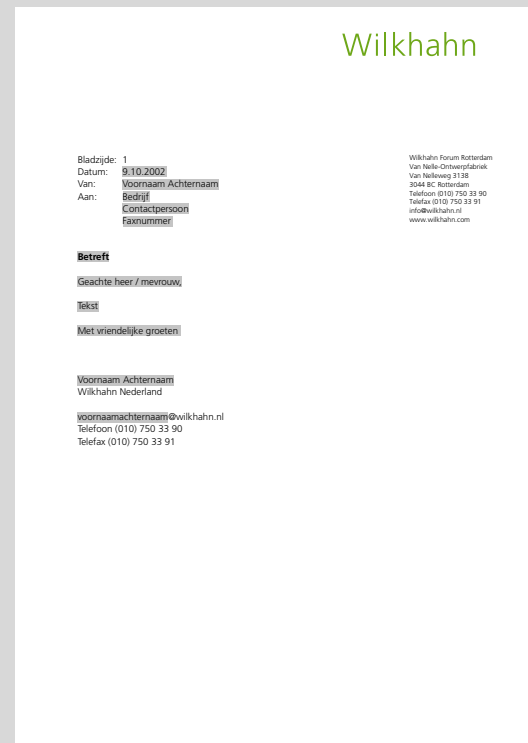 Wilkhahn
Bladzijde: 1
Datum: 9.10.2002
Van: Voornaam Achternaam
Aan: Bedrijf
Contactpersoon
Faxnummer
Wilkhahn Forum Rotterdam
Van Nelle-Ontwerpfabriek
Van Nelleweg 3138
3044 BC Rotterdam
Telefoon (010) 750 33 90
Telefax (010) 750 33 91
info@wilkhahn.nl
www.wilkhahn.com
Betreft
Geachte heer / mevrouw,
Tekst
Met vriendelijke groeten
Voornaam Achternaam
Wilkhahn Nederland
voornaamachternaam@wilkhahn.nl
Telefoon (010) 750 33 90
Telefax (010) 750 33 91